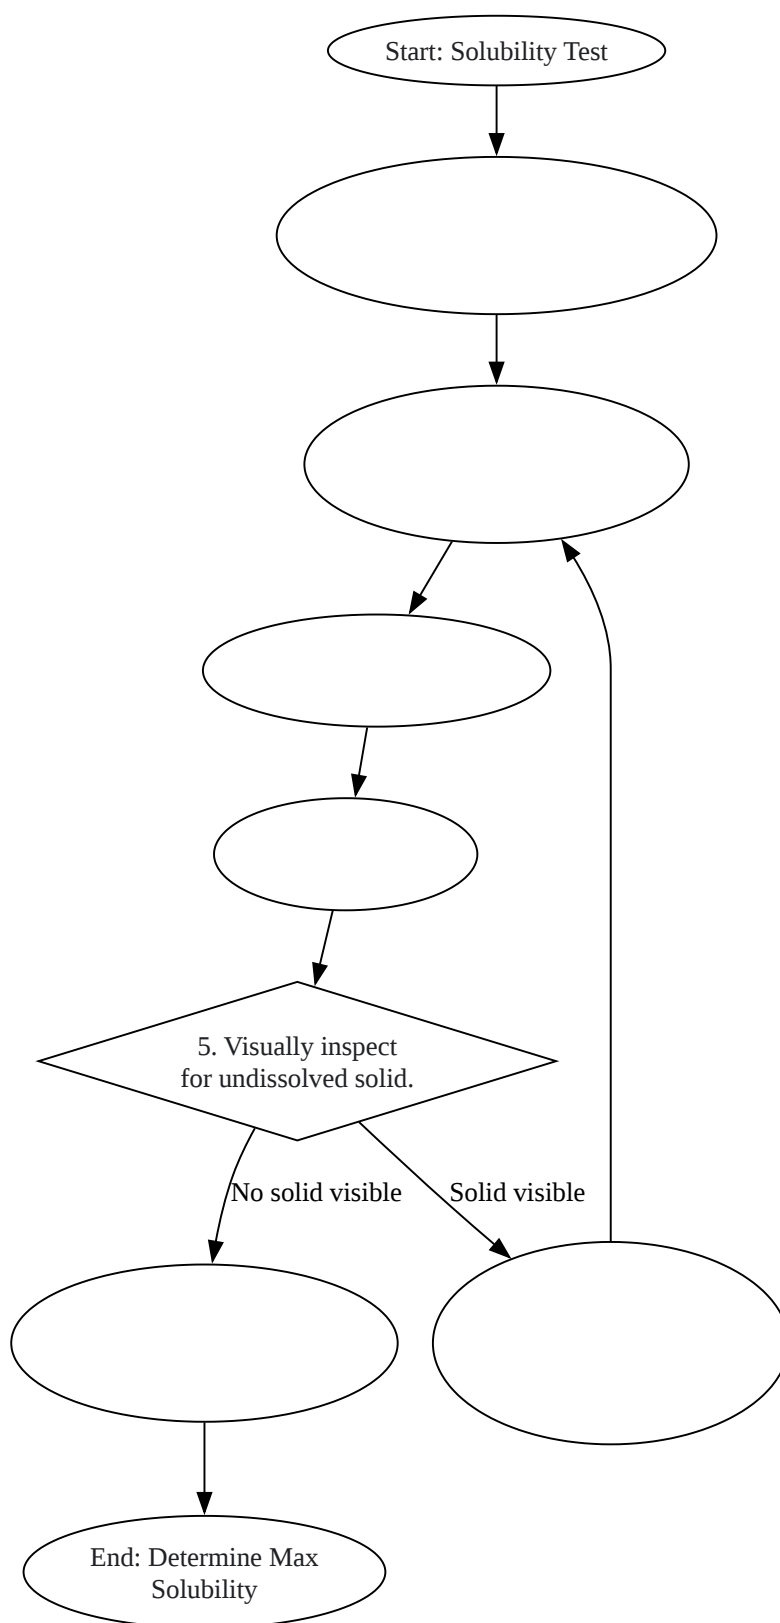 Start: Solubility Test
5. Visually inspect
for undissolved solid.
No solid visible
Solid visible
End: Determine Max
Solubility